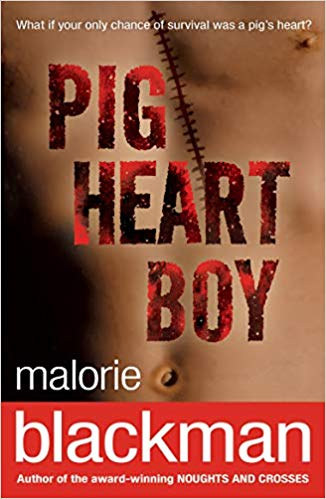 What if your only chance of survival was a pig's heart?
PIG
HEART
BOY
malorie
blackman
Author of the award-winning NOUGHTS AND CROSSES